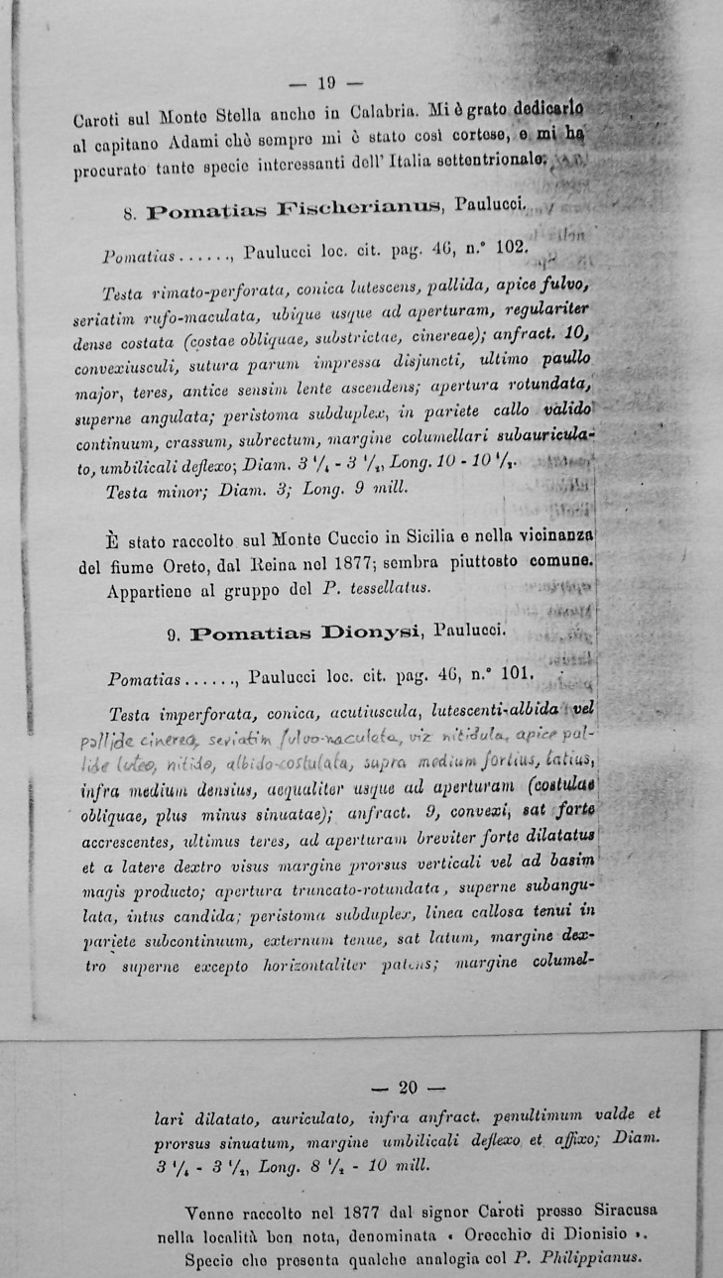 — 19 —
Caroti sul Monte Stella anche in Calabria. Mi è grato dedicarlo
al capitano Adami chè sempre mi è stato così cortese, e mi ha
procurato tante specie interessanti dell' Italia settentrionale.
8. Pomatias Fischerianus, Paulucci.
Pomatias......, Paulucci loc. cit. pag. 46, n.° 102.
Testa rimato-perforata, conica lutescens, pallida, apice fulvo,
seriatim rufo-maculata, ubique usque ad aperturam, regulariter
dense costata (costae obliquae, substrictae, cinereae); anfract. 10,
convexiusculi, sutura parum impressa disjuncti, ultimo paullo
major, teres, antice sensim lente ascendens; apertura rotundata,
superne angulata; peristoma subduplex, in pariete callo valido
continuum, crassum, subrectum, margine columellari subauricula-
to, umbilicali deflexo; Diam. 3 1/4 - 3 1/2, Long. 10 - 10 1/2.
Testa minor; Diam. 3; Long. 9 mill.
È stato raccolto sul Monte Cuccio in Sicilia e nella vicinanza
del fiume Oreto, dal Reina nel 1877; sembra piuttosto comune.
Appartiene al gruppo del P. tessellatus.
9. Pomatias Dionysi, Paulucci.
Pomatias......, Paulucci loc. cit. pag. 46, n.° 101.
Testa imperforata, conica, acutiuscula, lutescenti-albida vel
pallide cinerea, seriatim fulvo-maculata, vix nitidula, apice pal-
lide luteo, nitido, albido-costulata, supra medium fortius, latius,
infra medium densius, aequaliter usque ad aperturam (costulae
obliquae, plus minus sinuatae); anfract. 9, convexi, sat forte
accrescentes, ultimus teres, ad aperturam breviter forte dilatatus
et a latere dextro visus margine prorsus verticali vel ad basim
magis producto; apertura truncato-rotundata, superne subangu-
lata, intus candida; peristoma subduplex, linea callosa tenui in
pariete subcontinuum, externum tenue, sat latum, margine dex-
tro superne excepto horizontaliter patens; margine columel-
— 20 —
lari dilatato, auriculato, infra anfract. penultimum valde et
prorsus sinuatum, margine umbilicali deflexo et affixo; Diam.
3 1/4 - 3 1/2, Long. 8 1/2 - 10 mill.
Venne raccolto nel 1877 dal signor Caroti presso Siracusa
nella località ben nota, denominata « Orecchio di Dionisio ».
Specie che presenta qualche analogia col P. Philippianus.